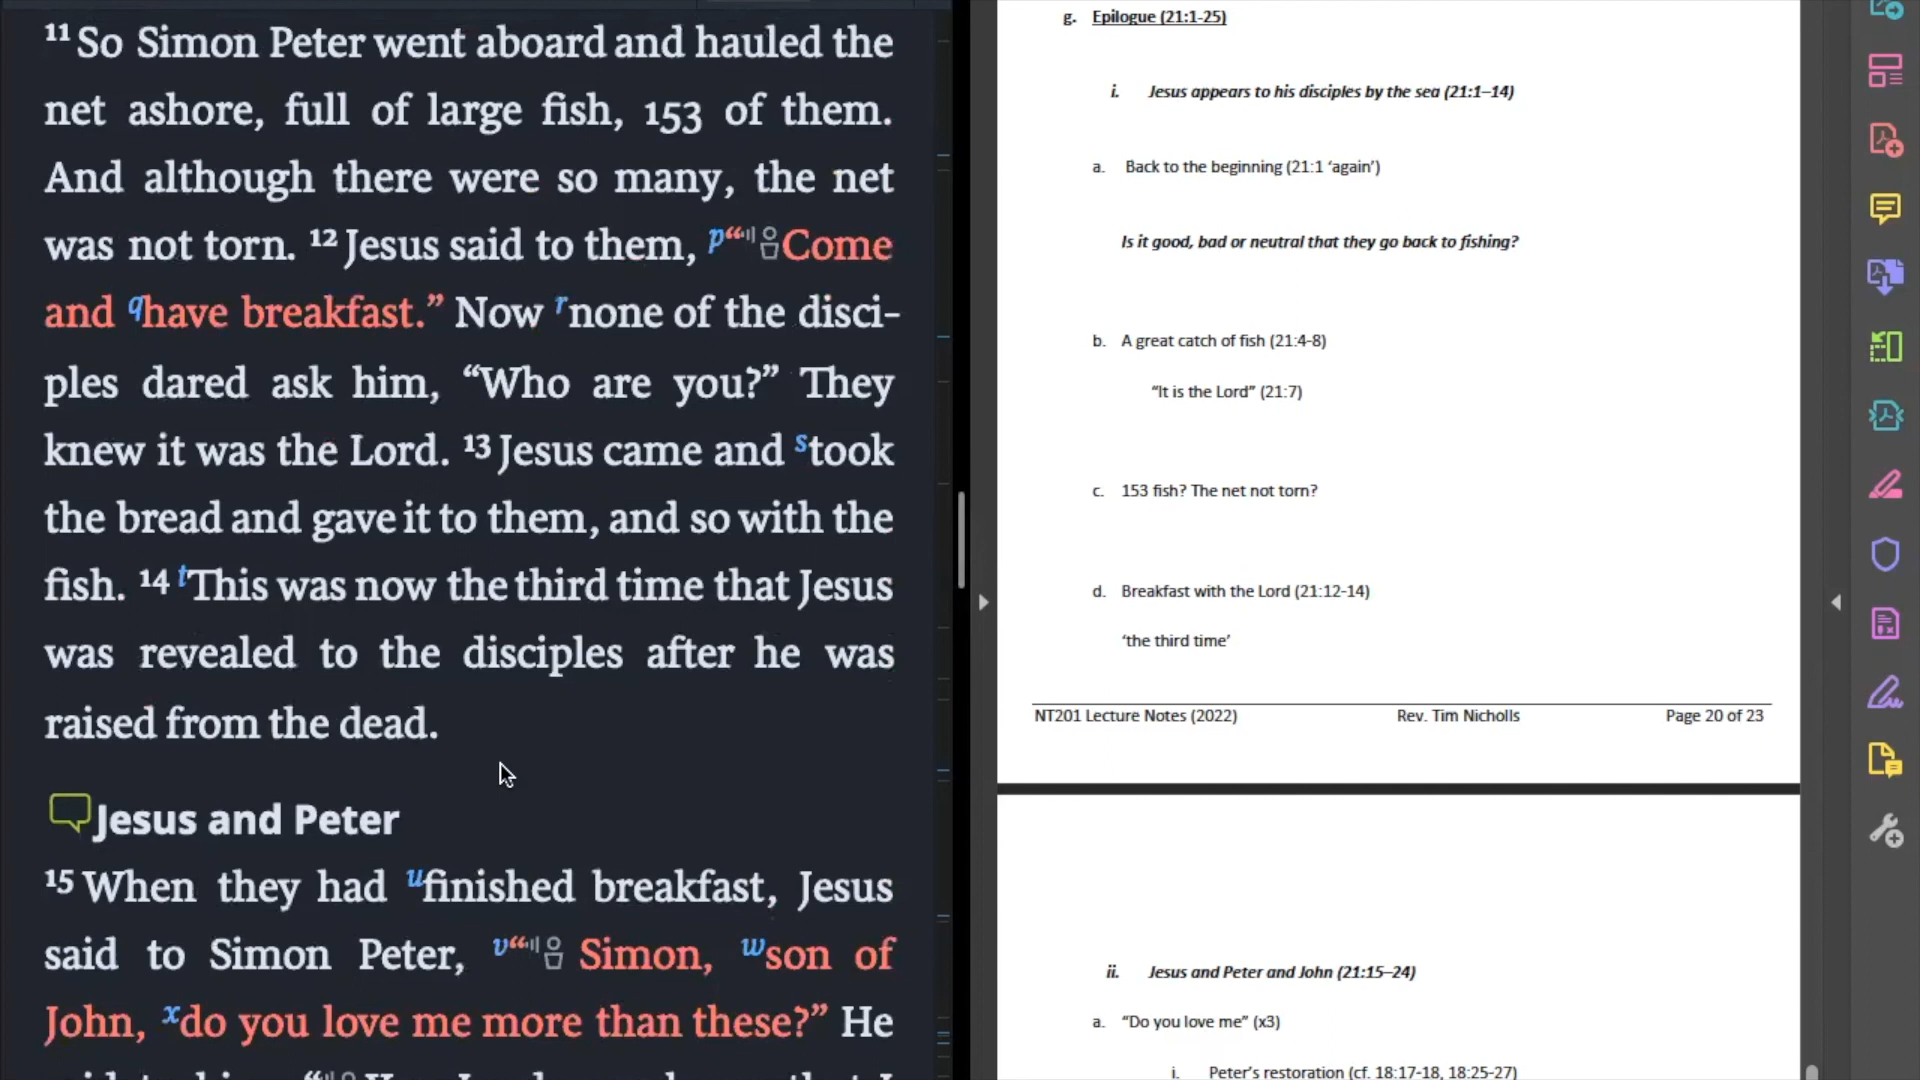 11 So Simon Peter went aboard and hauled the
net ashore, full of large fish, 153 of them.
And although there were so many, the net
was not torn. 12 Jesus said to them, p“Come
and qhave breakfast.” Now rnone of the disci-
ples dared ask him, “Who are you?” They
knew it was the Lord. 13 Jesus came and stook
the bread and gave it to them, and so with the
fish. 14 tThis was now the third time that Jesus
was revealed to the disciples after he was
raised from the dead.
Jesus and Peter
15 When they had ufinished breakfast, Jesus
said to Simon Peter, v“Simon, wson of
John, xdo you love me more than these?” He
g. Epilogue (21:1-25)
i. Jesus appears to his disciples by the sea (21:1–14)
a. Back to the beginning (21:1 ‘again’)
Is it good, bad or neutral that they go back to fishing?
b. A great catch of fish (21:4-8)
“It is the Lord” (21:7)
c. 153 fish? The net not torn?
d. Breakfast with the Lord (21:12-14)
‘the third time’
NT201 Lecture Notes (2022) Rev. Tim Nicholls Page 20 of 23
ii. Jesus and Peter and John (21:15–24)
a. “Do you love me” (x3)
i. Peter’s restoration (cf. 18:17-18, 18:25-27)